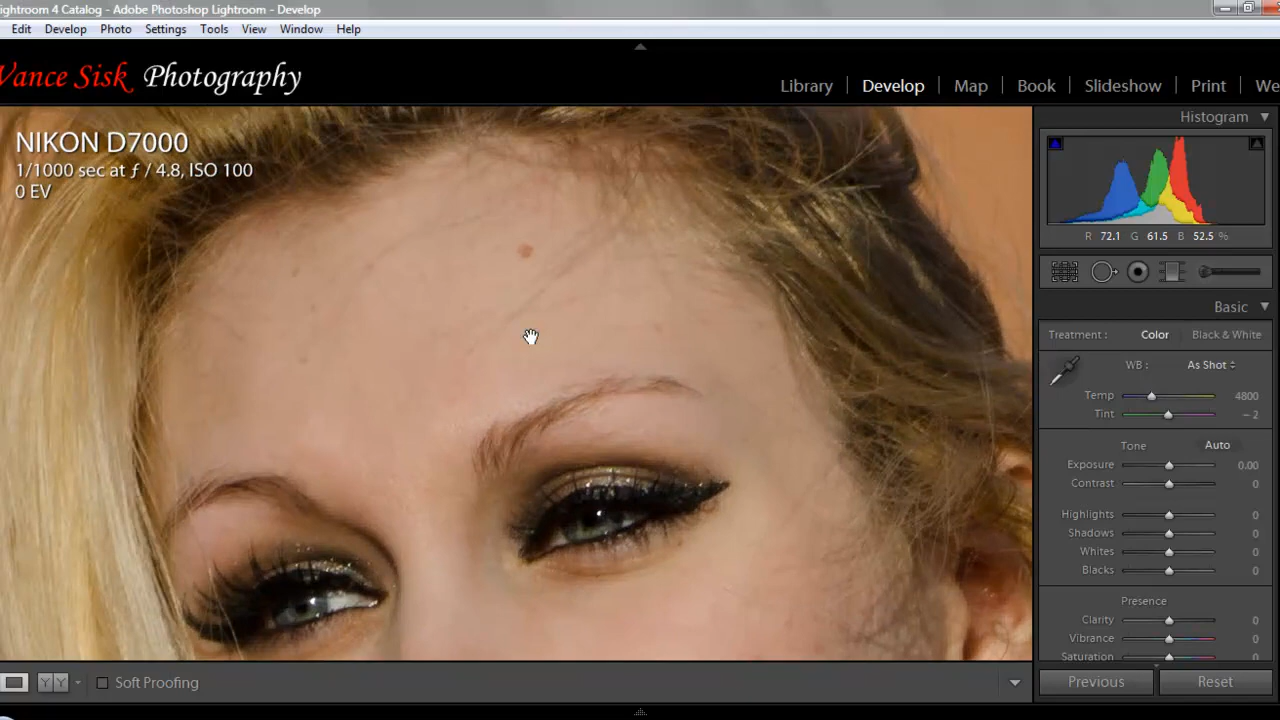 ightroom 4 Catalog - Adobe Photoshop Lightroom - Develop
Edit Develop Photo Settings Tools View Window Help
Vance Sisk Photography
Library | Develop | Map | Book | Slideshow | Print | We
NIKON D7000
1/1000 sec at ƒ / 4.8, ISO 100
0 EV
Histogram
R 72.1 G 61.5 B 52.5 %
Basic
Treatment : Color Black & White
WB : As Shot
Temp 4800
Tint – 2
Tone Auto
Exposure 0.00
Contrast 0
Highlights 0
Shadows 0
Whites 0
Blacks 0
Presence
Clarity 0
Vibrance 0
Saturation 0
Y Y Soft Proofing
Previous Reset